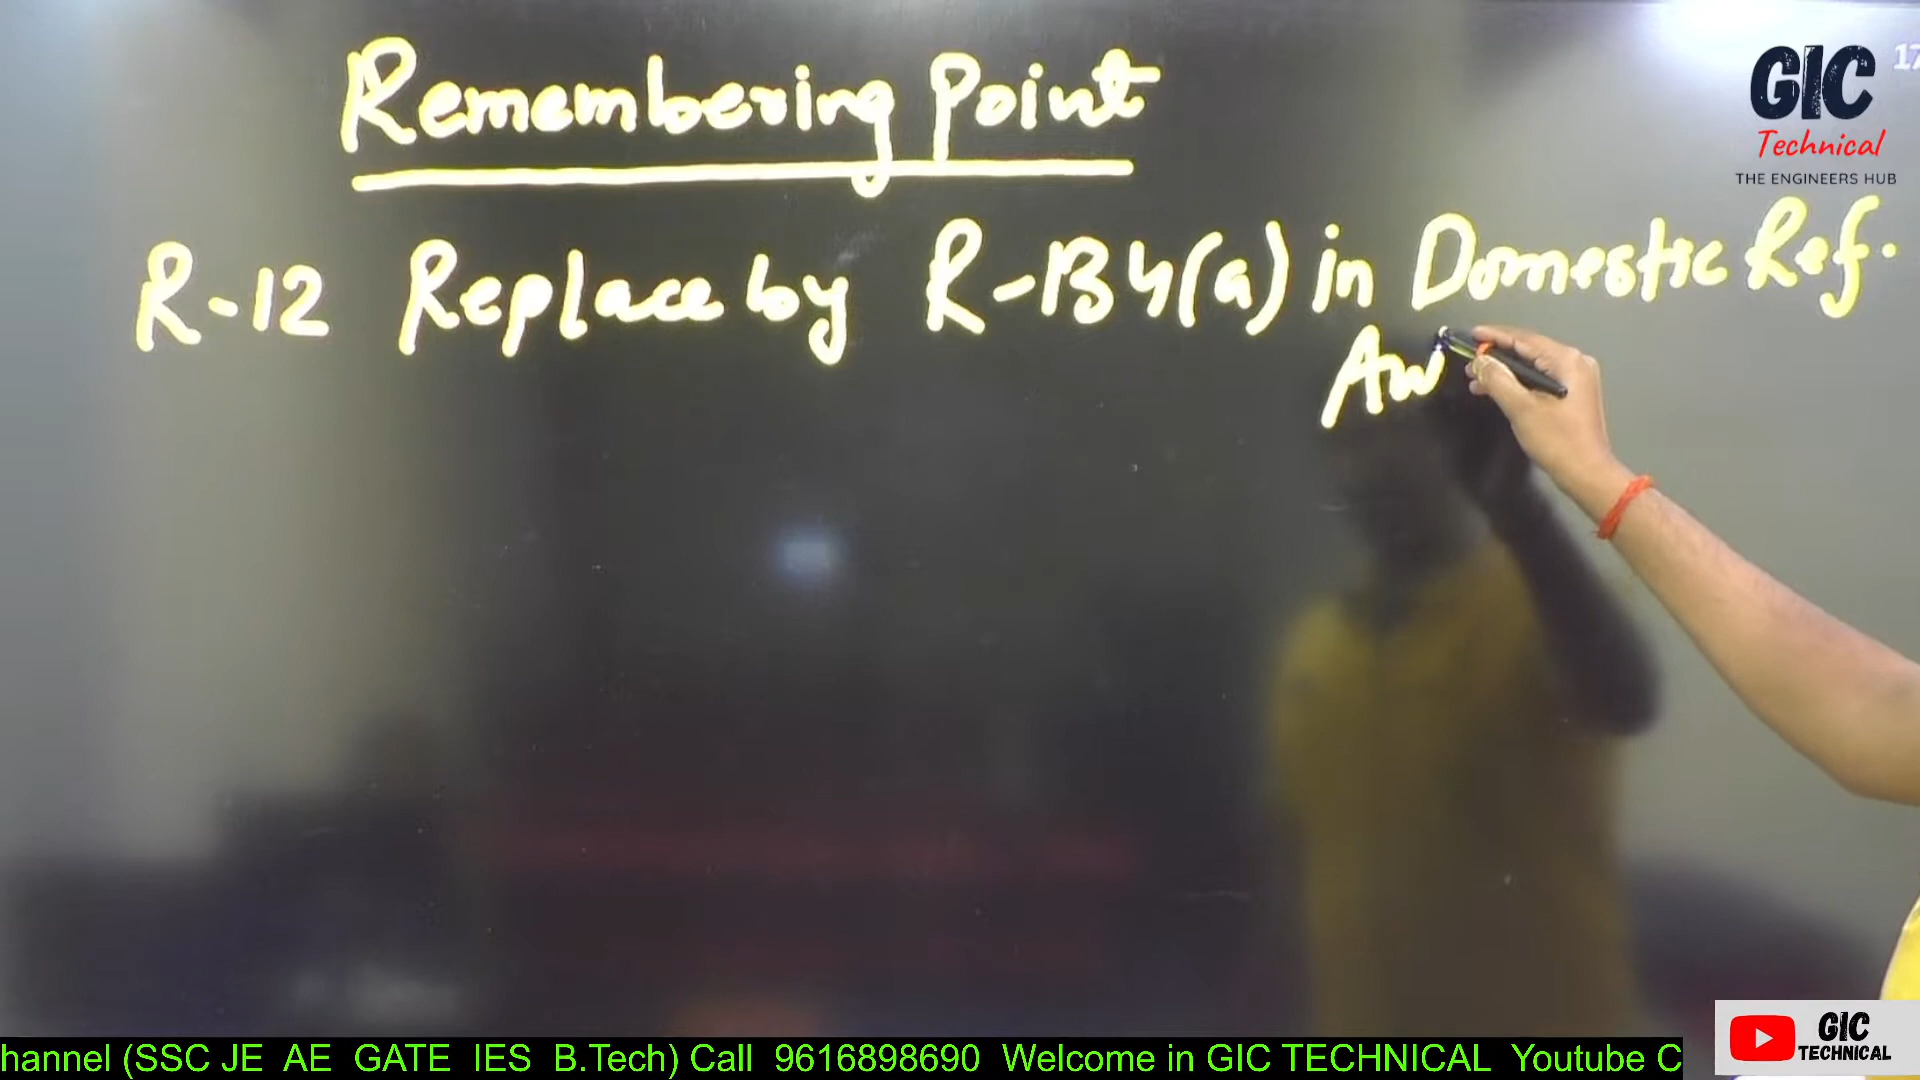 Remembering Point
GIC
Technical
THE ENGINEERS HUB
17
R-12 Replace by R-134(a) in Domestic Ref.
Aw
hannel (SSC JE AE GATE IES B.Tech) Call 9616898690 Welcome in GIC TECHNICAL Youtube C
GIC
TECHNICAL